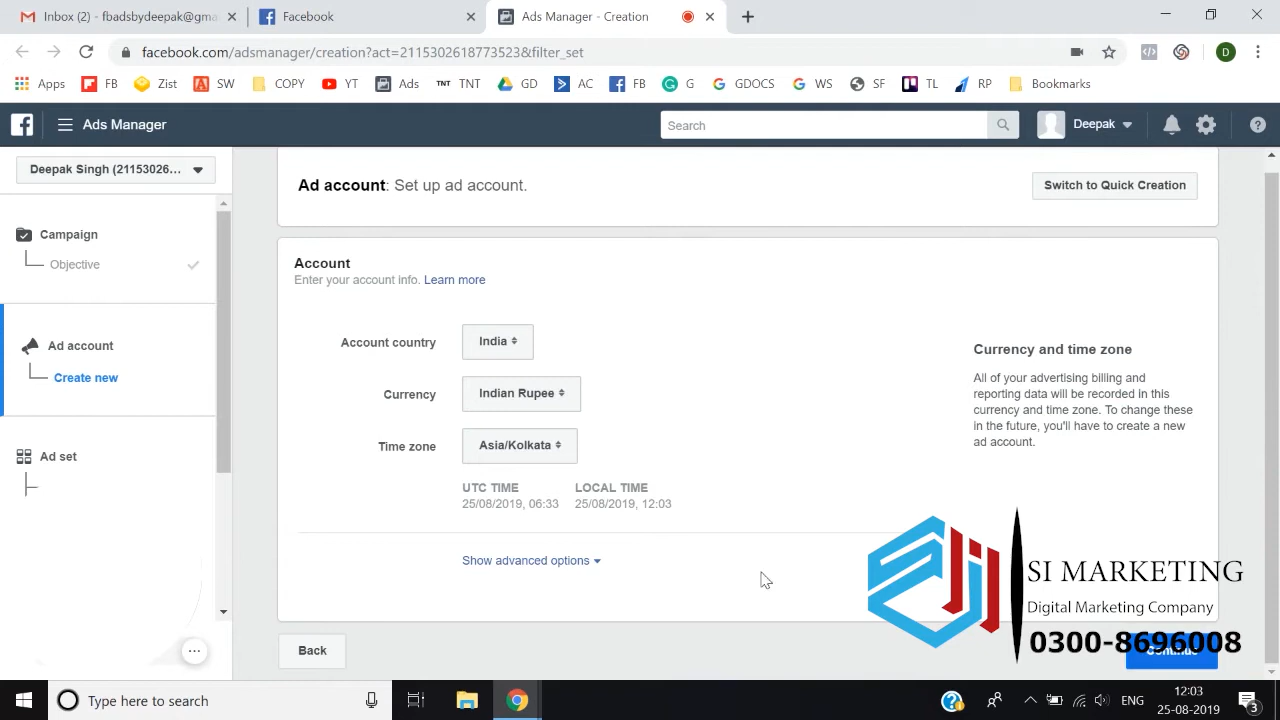 Inbox (2) - fbadsbydeepak@gma
Facebook
Ads Manager - Creation
facebook.com/adsmanager/creation?act=2115302618773523&filter_set
D
Apps
FB
Zist
SW
COPY
YT
Ads
TNT TNT
GD
AC
FB
G
GDOCS
WS
SF
TL
RP
Bookmarks
Ads Manager
Search
Deepak
Deepak Singh (21153026...
Campaign
Objective
Ad account
Create new
Ad set
Ad account: Set up ad account.
Switch to Quick Creation
Account
Enter your account info. Learn more
Account country
India
Currency
Indian Rupee
Time zone
Asia/Kolkata
UTC TIME
LOCAL TIME
25/08/2019, 06:33
25/08/2019, 12:03
Show advanced options
Currency and time zone
All of your advertising billing and
reporting data will be recorded in this
currency and time zone. To change these
in the future, you'll have to create a new
ad account.
SI MARKETING
Digital Marketing Company
0300-8696008
Back
Continue
Type here to search
ENG
12:03
25-08-2019
3